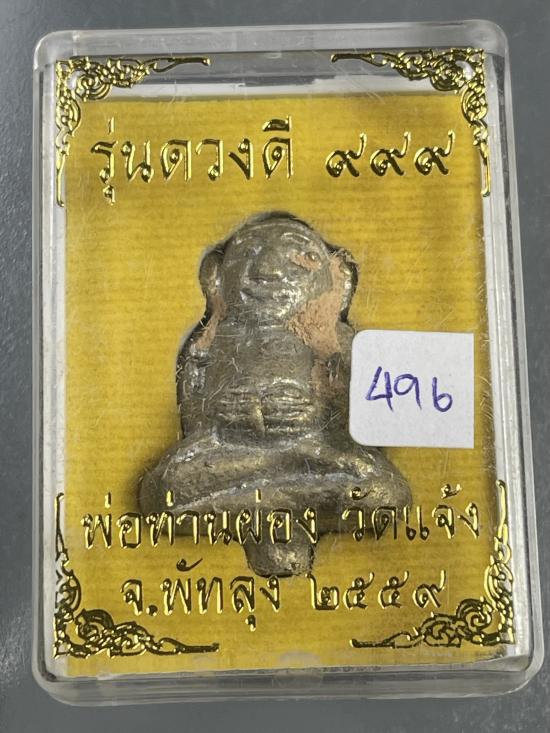 รุ่นดวงดี ๙๙๙
496
พ่อท่านผ่อง วัดแจ้ง
จ.พัทลุง ๒๕๕๙